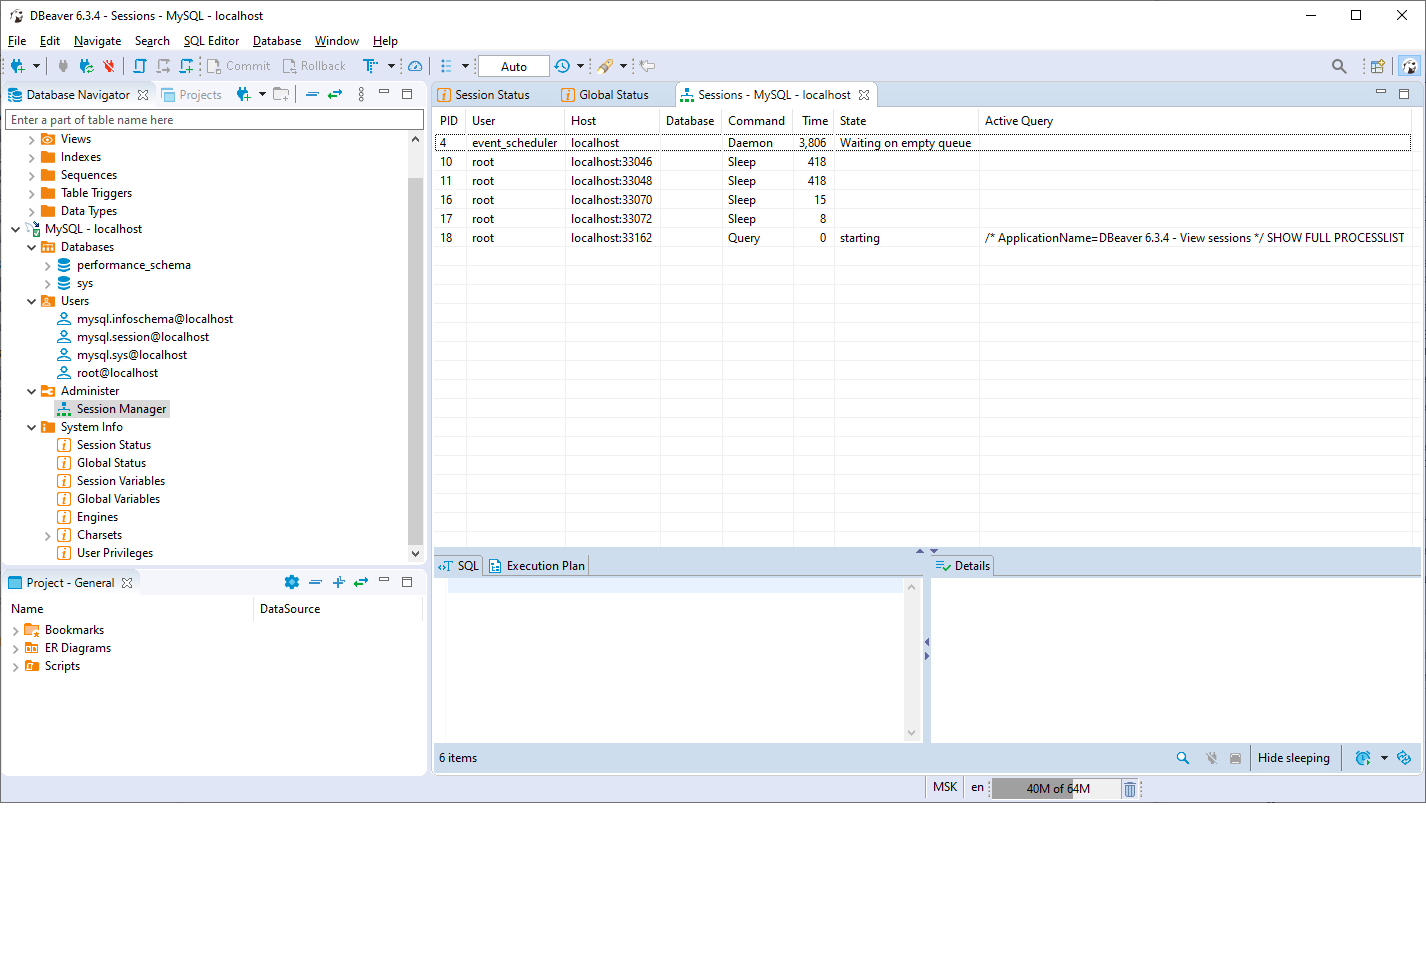 DBeaver 6.3.4 - Sessions - MySQL - localhost
File Edit Navigate Search SQL Editor Database Window Help
Commit Rollback Auto
Database Navigator Projects
Enter a part of table name here
Views
Indexes
Sequences
Table Triggers
Data Types
MySQL - localhost
Databases
performance_schema
sys
Users
mysql.infoschema@localhost
mysql.session@localhost
mysql.sys@localhost
root@localhost
Administer
Session Manager
System Info
Session Status
Global Status
Session Variables
Global Variables
Engines
Charsets
User Privileges
Project - General
Name DataSource
Bookmarks
ER Diagrams
Scripts
Session Status Global Status Sessions - MySQL - localhost
PID User Host Database Command Time State Active Query
4 event_scheduler localhost Daemon 3,806 Waiting on empty queue
10 root localhost:33046 Sleep 418
11 root localhost:33048 Sleep 418
16 root localhost:33070 Sleep 15
17 root localhost:33072 Sleep 8
18 root localhost:33162 Query 0 starting /* ApplicationName=DBeaver 6.3.4 - View sessions */ SHOW FULL PROCESSLIST
SQL Execution Plan Details
6 items Hide sleeping
MSK en 40M of 64M